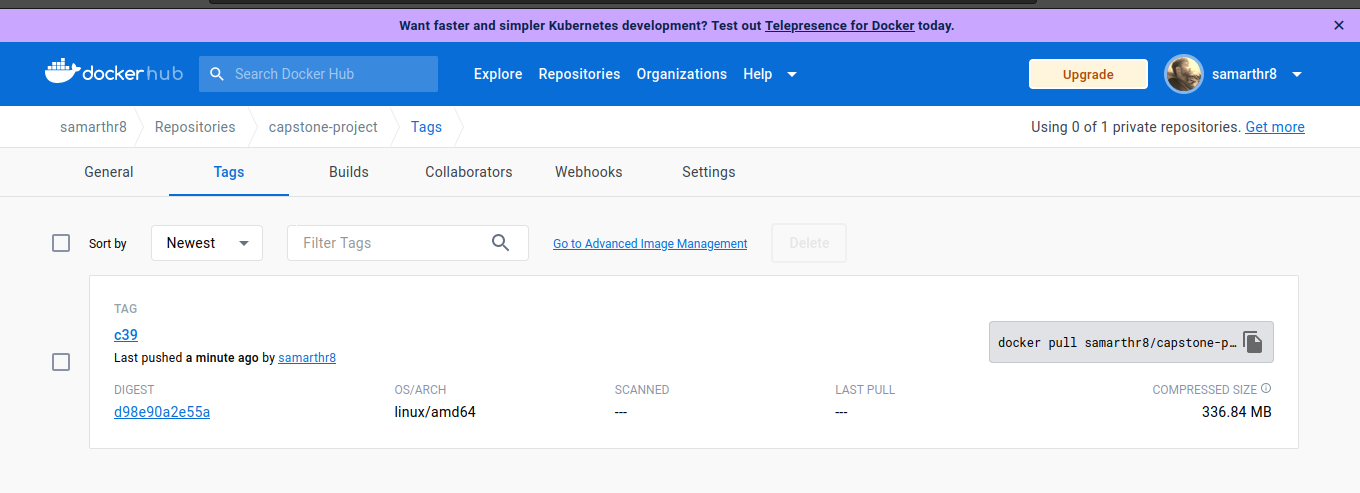 Want faster and simpler Kubernetes development? Test out Telepresence for Docker today.
docker hub Search Docker Hub Explore Repositories Organizations Help Upgrade samarthr8
samarthr8 Repositories capstone-project Tags Using 0 of 1 private repositories. Get more
General Tags Builds Collaborators Webhooks Settings
Sort by Newest Filter Tags Go to Advanced Image Management Delete
TAG
c39
docker pull samarthr8/capstone-p…
Last pushed a minute ago by samarthr8
DIGEST OS/ARCH SCANNED LAST PULL COMPRESSED SIZE
d98e90a2e55a linux/amd64 --- --- 336.84 MB